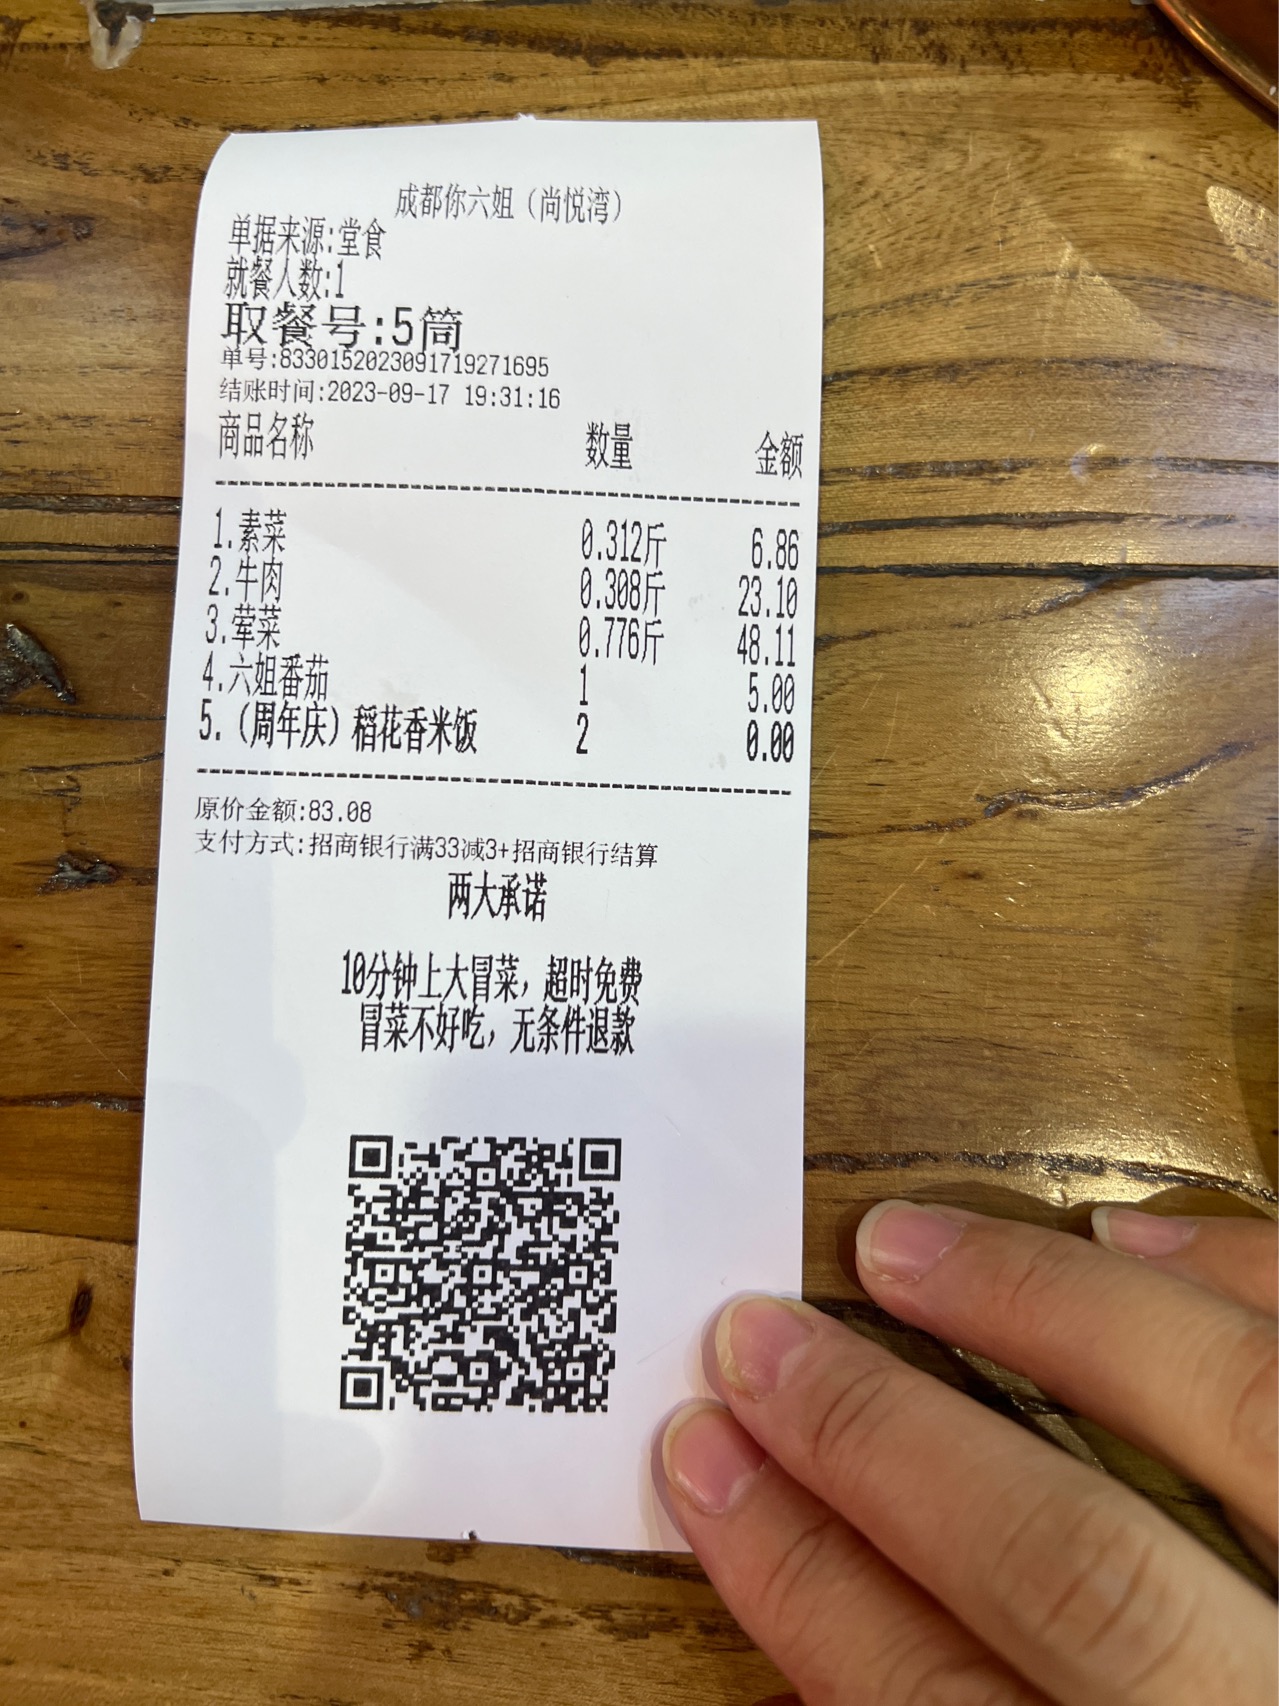 成都你六姐（尚悦湾）
单据来源:堂食
就餐人数:1
取餐号:5筒
单号:8330152023091719271695
结账时间:2023-09-17 19:31:16
商品名称 数量 金额
1.素菜 0.312斤 6.86
2.牛肉 0.308斤 23.10
3.荤菜 0.776斤 48.11
4.六姐番茄 1 5.00
5.（周年庆）稻花香米饭 2 0.00
原价金额:83.08
支付方式:招商银行满33减3+招商银行结算
两大承诺
10分钟上大冒菜，超时免费
冒菜不好吃，无条件退款